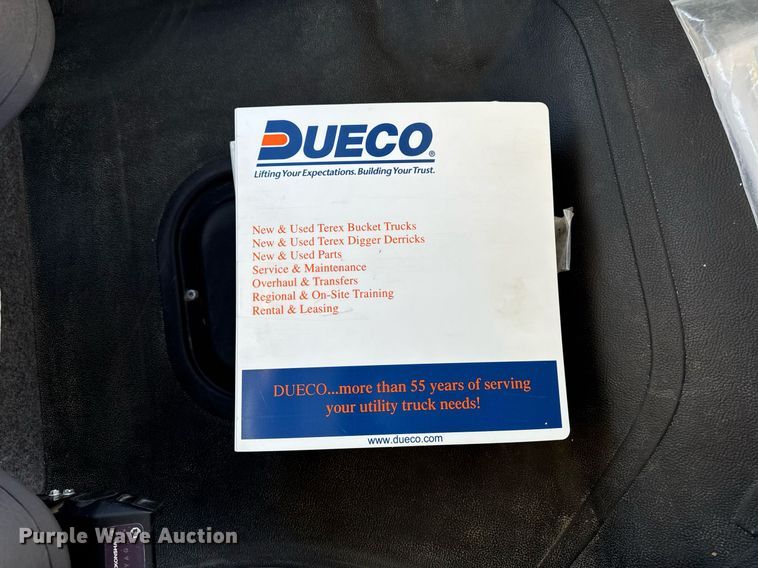 DUECO®
Lifting Your Expectations. Building Your Trust.
New & Used Terex Bucket Trucks
New & Used Terex Digger Derricks
New & Used Parts
Service & Maintenance
Overhaul & Transfers
Regional & On-Site Training
Rental & Leasing
DUECO...more than 55 years of serving
your utility truck needs!
www.dueco.com
Purple Wave Auction